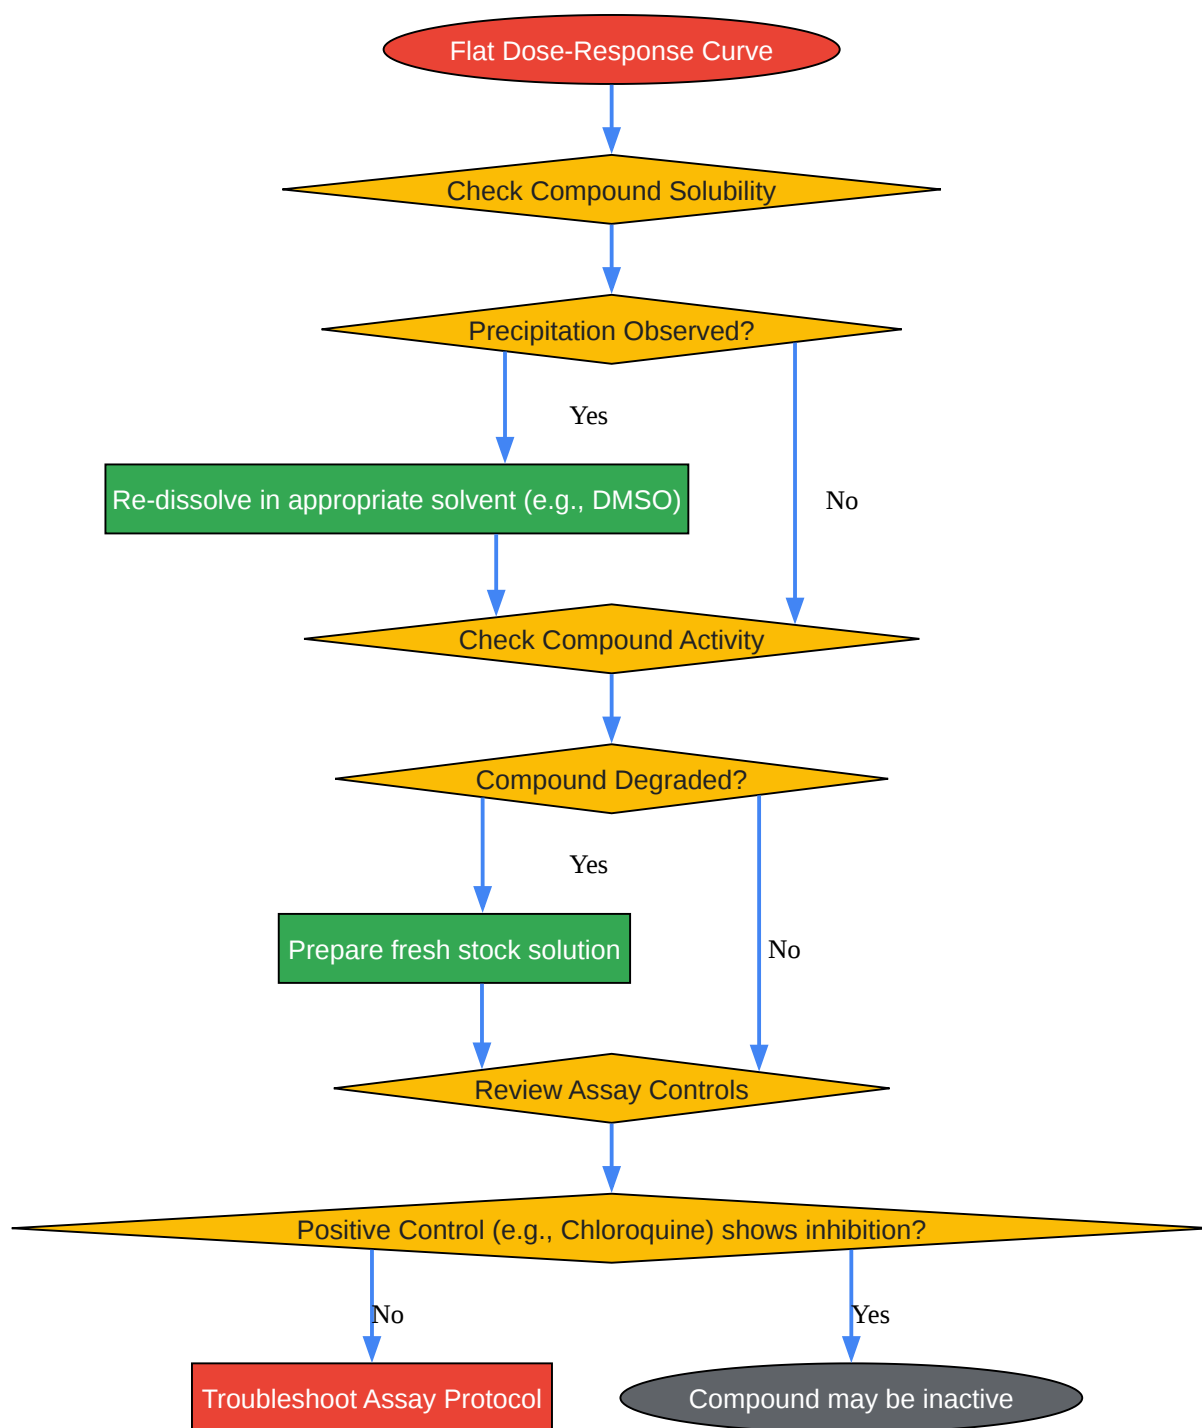 Flat Dose-Response Curve
Check Compound Solubility
Precipitation Observed?
Yes
Re-dissolve in appropriate solvent (e.g., DMSO)
No
Check Compound Activity
Compound Degraded?
Yes
Prepare fresh stock solution
No
Review Assay Controls
Positive Control (e.g., Chloroquine) shows inhibition?
No
Yes
Troubleshoot Assay Protocol
Compound may be inactive